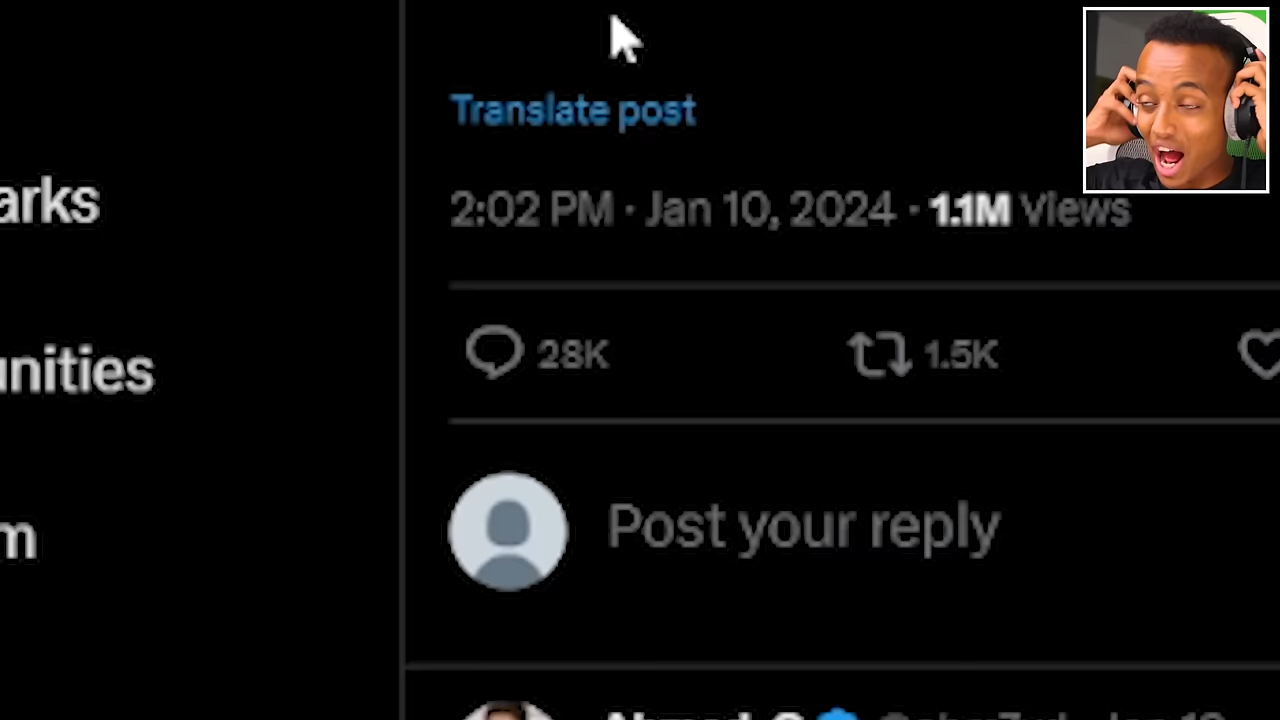 Translate post
arks
2:02 PM · Jan 10, 2024 · 1.1M Views
28K 1.5K
unities
Post your reply
m